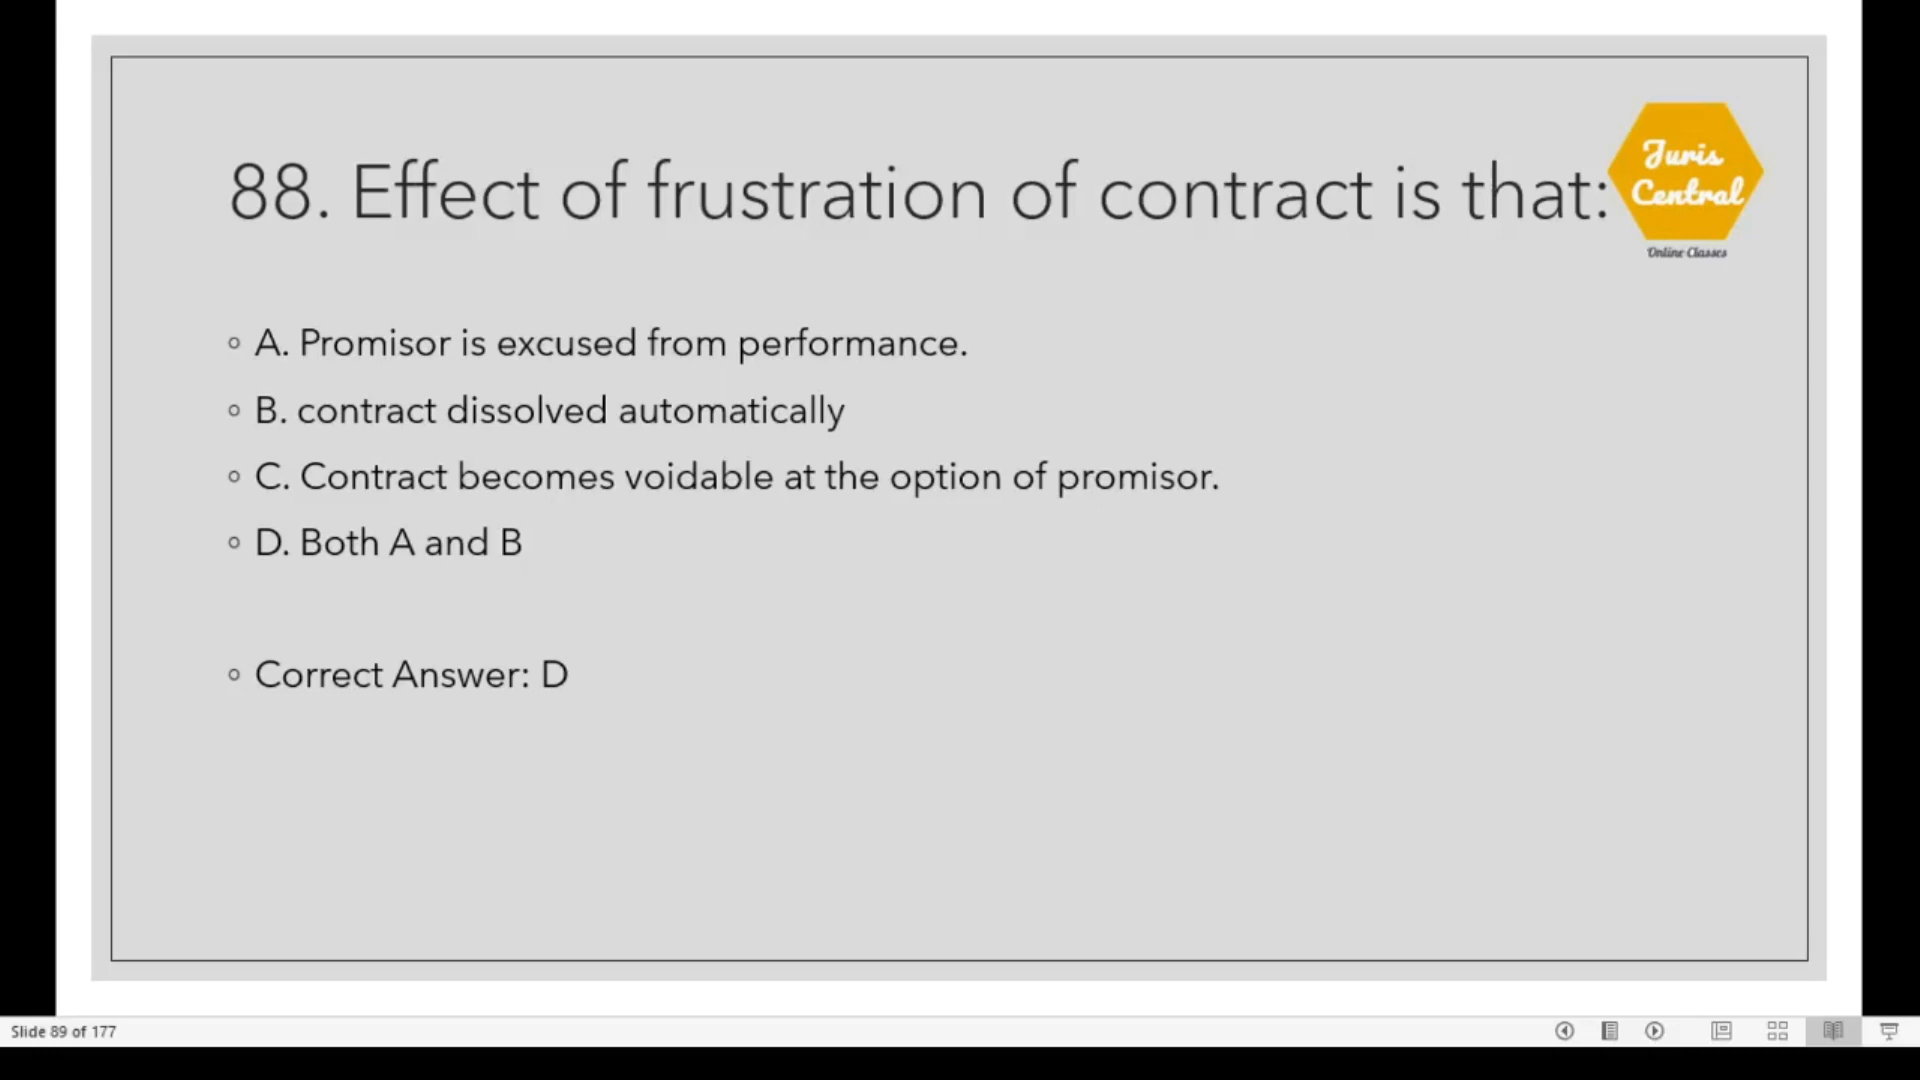 88. Effect of frustration of contract is that:
Juris
Central
Online Classes
A. Promisor is excused from performance.
B. contract dissolved automatically
C. Contract becomes voidable at the option of promisor.
D. Both A and B
Correct Answer: D
Slide 89 of 177